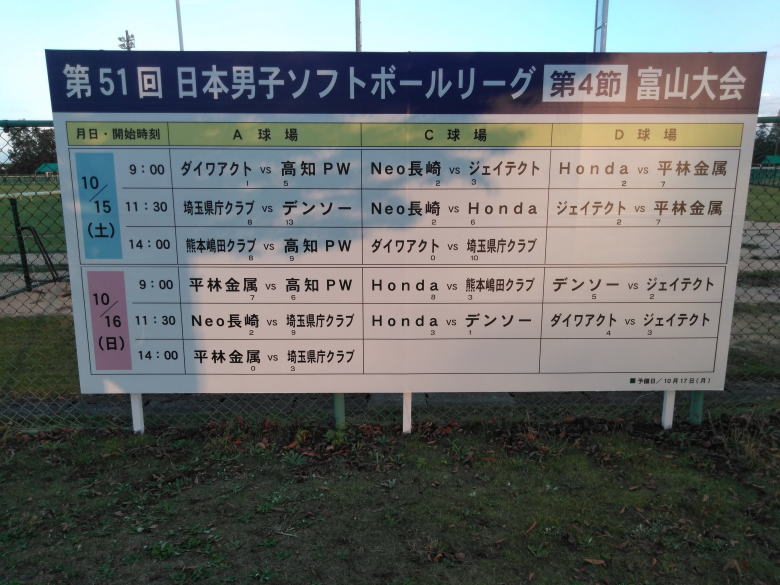 第51回 日本男子ソフトボールリーグ 第4節 富山大会
月日・開始時刻 A球場 C球場 D球場
10/15(土)
9:00 ダイワアクト vs 高知PW Neo長崎 vs ジェイテクト Honda vs 平林金属
1 5 2 3 2 7
11:30 埼玉県庁クラブ vs デンソー Neo長崎 vs Honda ジェイテクト vs 平林金属
8 13 2 6 2 7
14:00 熊本嶋田クラブ vs 高知PW ダイワアクト vs 埼玉県庁クラブ
8 9 0 10
10/16(日)
9:00 平林金属 vs 高知PW Honda vs 熊本嶋田クラブ デンソー vs ジェイテクト
7 6 8 3 5 2
11:30 Neo長崎 vs 埼玉県庁クラブ Honda vs デンソー ダイワアクト vs ジェイテクト
2 9 3 1 4 3
14:00 平林金属 vs 埼玉県庁クラブ
0 3
■予備日/10月17日(月)